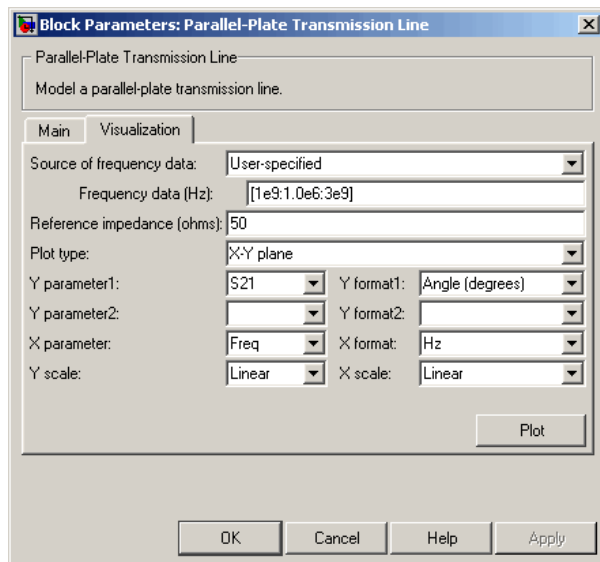 Block Parameters: Parallel-Plate Transmission Line
Parallel-Plate Transmission Line
Model a parallel-plate transmission line.
Main Visualization
Source of frequency data: User-specified
Frequency data (Hz): [1e9:1.0e6:3e9]
Reference impedance (ohms): 50
Plot type: X-Y plane
Y parameter1: S21 Y format1: Angle (degrees)
Y parameter2: Y format2:
X parameter: Freq X format: Hz
Y scale: Linear X scale: Linear
Plot
OK Cancel Help Apply